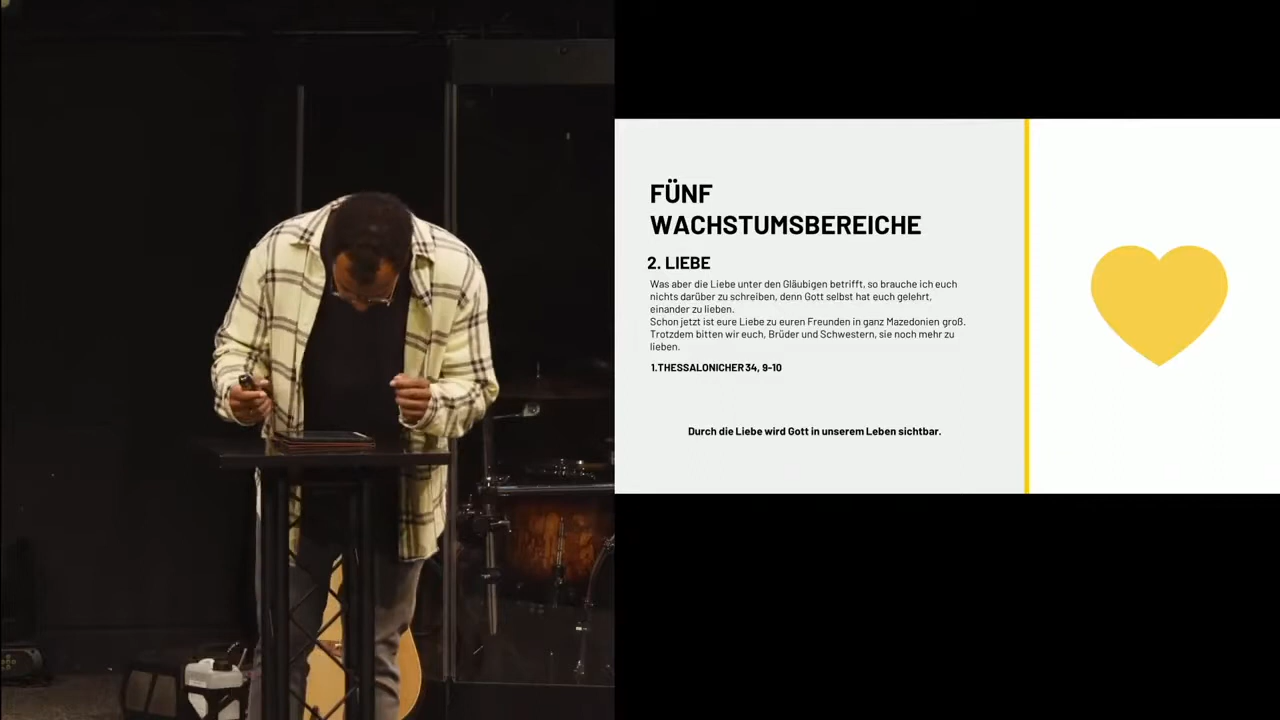 FÜNF
WACHSTUMSBEREICHE
2. LIEBE
Was aber die Liebe unter den Gläubigen betrifft, so brauche ich euch
nichts darüber zu schreiben, denn Gott selbst hat euch gelehrt,
einander zu lieben.
Schon jetzt ist eure Liebe zu euren Freunden in ganz Mazedonien groß.
Trotzdem bitten wir euch, Brüder und Schwestern, sie noch mehr zu
lieben.
1.THESSALONICHER 34, 9-10
Durch die Liebe wird Gott in unserem Leben sichtbar.